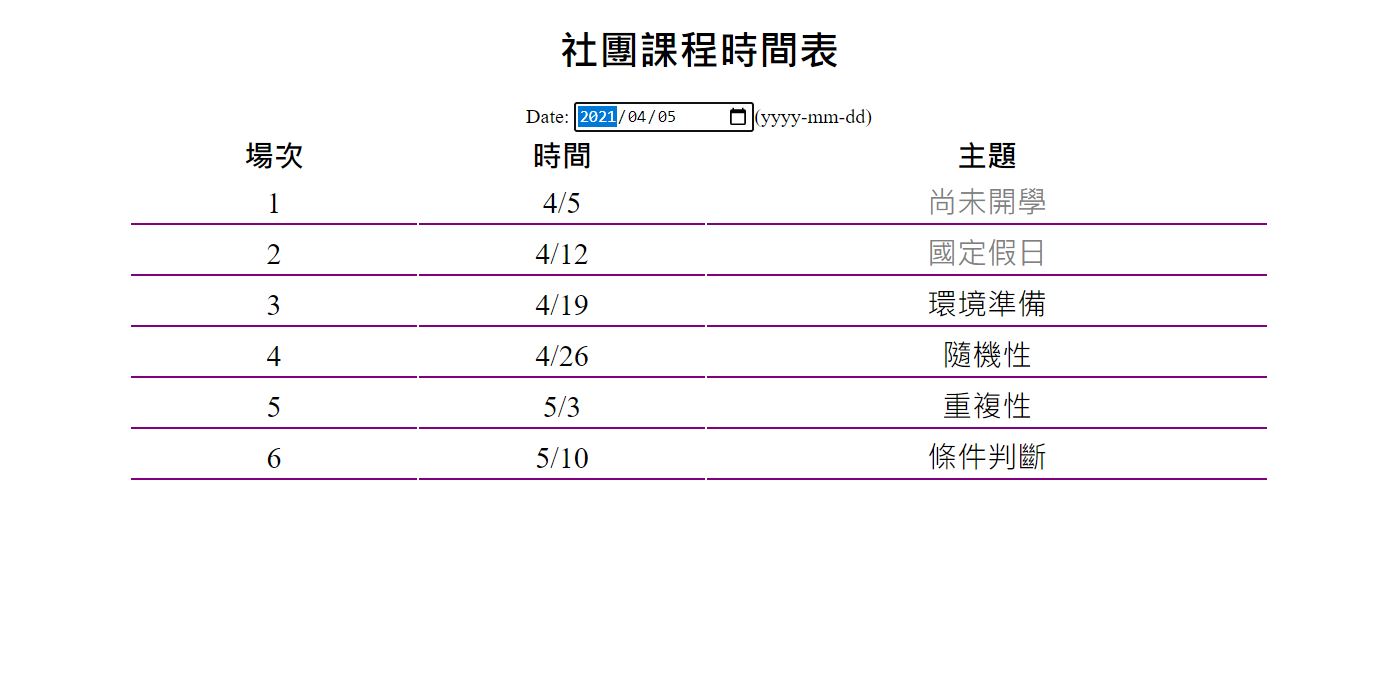 社團課程時間表
Date: 2021/04/05 (yyyy-mm-dd)
場次 時間 主題
1 4/5 尚未開學
2 4/12 國定假日
3 4/19 環境準備
4 4/26 隨機性
5 5/3 重複性
6 5/10 條件判斷